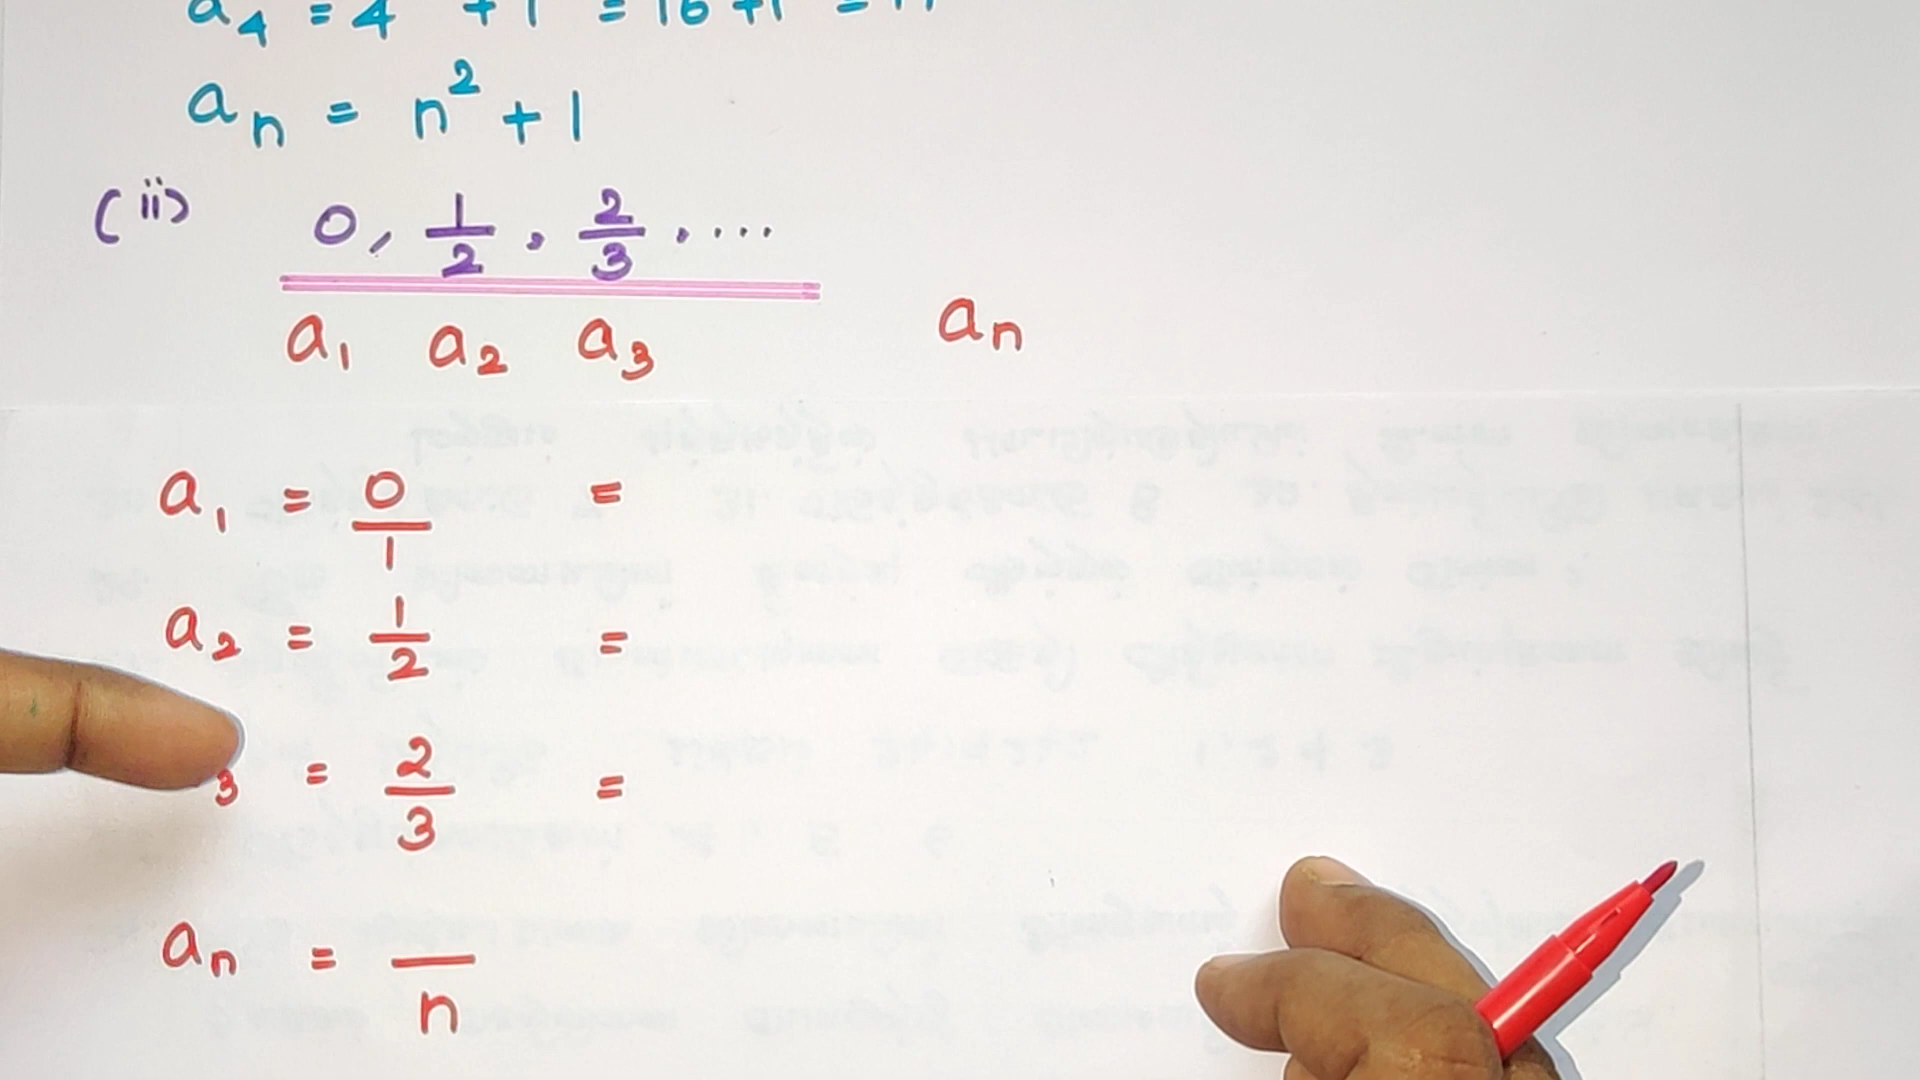 a₄ = 4 + 1 = 16 + 1 = 17
aₙ = n² + 1
(ii) 0, 1/2, 2/3, ....
a₁ a₂ a₃ aₙ
a₁ = 0/1 =
a₂ = 1/2 =
₃ = 2/3 =
aₙ = /n